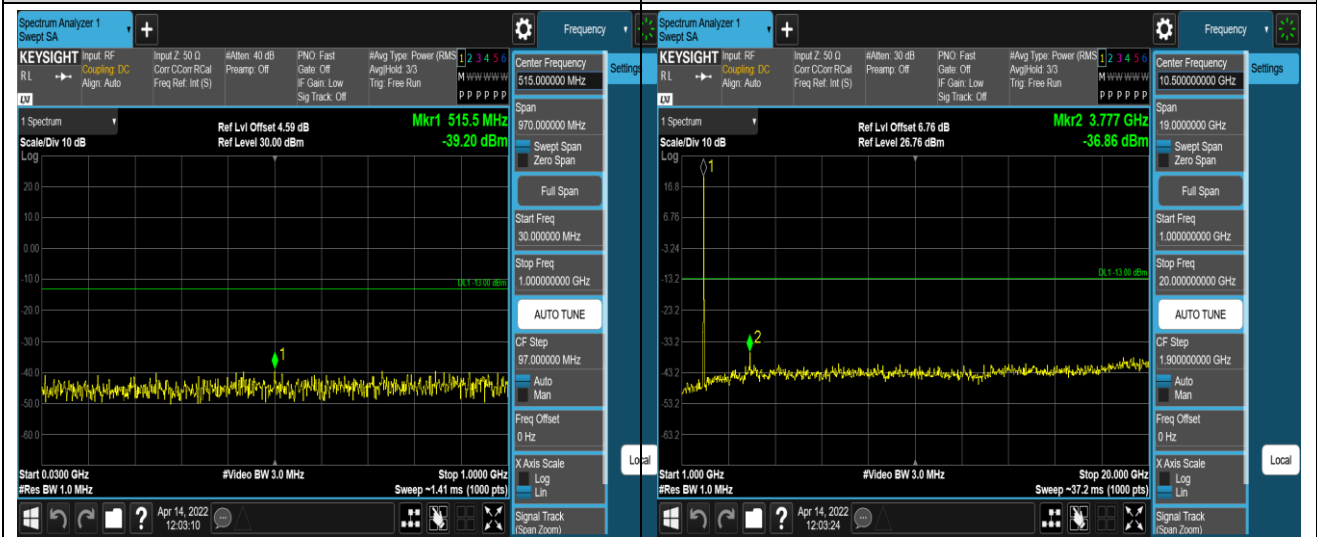 Spectrum Analyzer 1
Swept SA
+
Frequency
KEYSIGHT
RL
LXI
Input: RF
Coupling: DC
Align: Auto
Input Z: 50 Ω
Corr CCorr RCal
Freq Ref: Int (S)
#Atten: 40 dB
Preamp: Off
PNO: Fast
Gate: Off
IF Gain: Low
Sig Track: Off
#Avg Type: Power (RMS
Avg|Hold: 3/3
Trig: Free Run
1 2 3 4 5 6
M W W W W W
P P P P P P
1 Spectrum
Scale/Div 10 dB
Log
Ref Lvl Offset 4.59 dB
Ref Level 30.00 dBm
Mkr1 515.5 MHz
-39.20 dBm
20.0
10.0
0.00
-10.0
-20.0
-30.0
-40.0
-50.0
-60.0
DL1 -13.00 dBm
1
Start 0.0300 GHz
#Res BW 1.0 MHz
#Video BW 3.0 MHz
Stop 1.0000 GHz
Sweep ~1.41 ms (1000 pts)
Center Frequency
515.000000 MHz
Span
970.000000 MHz
Swept Span
Zero Span
Full Span
Start Freq
30.000000 MHz
Stop Freq
1.000000000 GHz
AUTO TUNE
CF Step
97.000000 MHz
Auto
Man
Freq Offset
0 Hz
X Axis Scale
Log
Lin
Signal Track
(Span Zoom)
Settings
Local
?
Apr 14, 2022
12:03:10
Spectrum Analyzer 1
Swept SA
+
Frequency
KEYSIGHT
RL
LXI
Input: RF
Coupling: DC
Align: Auto
Input Z: 50 Ω
Corr CCorr RCal
Freq Ref: Int (S)
#Atten: 30 dB
Preamp: Off
PNO: Fast
Gate: Off
IF Gain: Low
Sig Track: Off
#Avg Type: Power (RMS
Avg|Hold: 3/3
Trig: Free Run
1 2 3 4 5 6
M W W W W W
P P P P P P
1 Spectrum
Scale/Div 10 dB
Log
Ref Lvl Offset 6.76 dB
Ref Level 26.76 dBm
Mkr2 3.777 GHz
-36.86 dBm
16.8
6.76
-3.24
-13.2
-23.2
-33.2
-43.2
-53.2
-63.2
DL1 -13.00 dBm
1
2
Start 1.000 GHz
#Res BW 1.0 MHz
#Video BW 3.0 MHz
Stop 20.000 GHz
Sweep ~37.2 ms (1000 pts)
Center Frequency
10.500000000 GHz
Span
19.0000000 GHz
Swept Span
Zero Span
Full Span
Start Freq
1.000000000 GHz
Stop Freq
20.000000000 GHz
AUTO TUNE
CF Step
1.900000000 GHz
Auto
Man
Freq Offset
0 Hz
X Axis Scale
Log
Lin
Signal Track
(Span Zoom)
Settings
Local
?
Apr 14, 2022
12:03:24